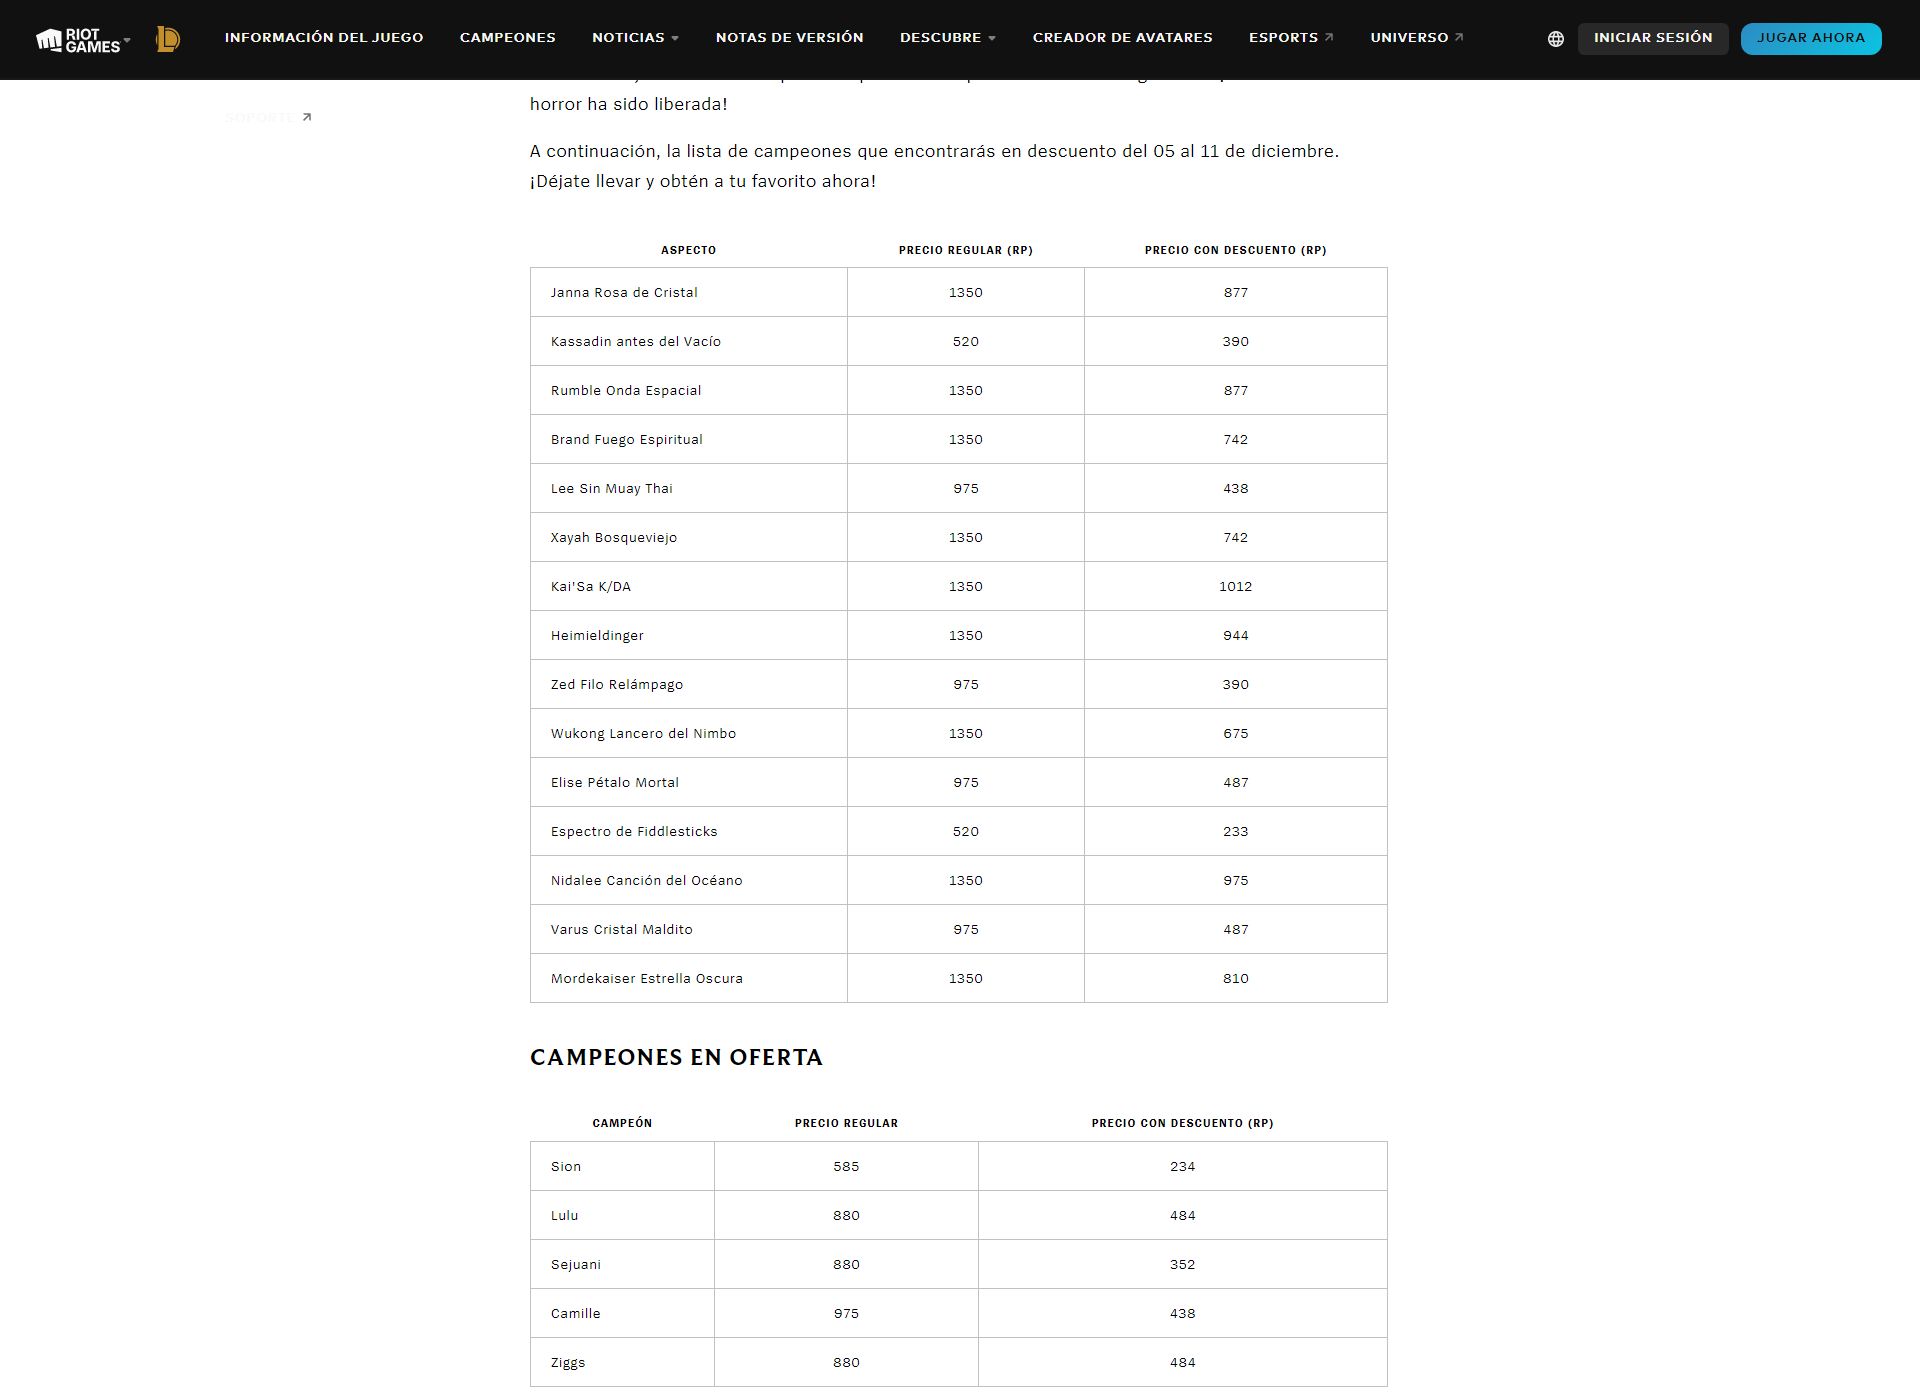 RIOT GAMES
INFORMACIÓN DEL JUEGO CAMPEONES NOTICIAS NOTAS DE VERSIÓN DESCUBRE CREADOR DE AVATARES ESPORTS UNIVERSO INICIAR SESIÓN JUGAR AHORA
SOPORTE
horror ha sido liberada!
A continuación, la lista de campeones que encontrarás en descuento del 05 al 11 de diciembre.
¡Déjate llevar y obtén a tu favorito ahora!
ASPECTO PRECIO REGULAR (RP) PRECIO CON DESCUENTO (RP)
Janna Rosa de Cristal 1350 877
Kassadin antes del Vacío 520 390
Rumble Onda Espacial 1350 877
Brand Fuego Espiritual 1350 742
Lee Sin Muay Thai 975 438
Xayah Bosqueviejo 1350 742
Kai'Sa K/DA 1350 1012
Heimieldinger 1350 944
Zed Filo Relámpago 975 390
Wukong Lancero del Nimbo 1350 675
Elise Pétalo Mortal 975 487
Espectro de Fiddlesticks 520 233
Nidalee Canción del Océano 1350 975
Varus Cristal Maldito 975 487
Mordekaiser Estrella Oscura 1350 810
CAMPEONES EN OFERTA
CAMPEÓN PRECIO REGULAR PRECIO CON DESCUENTO (RP)
Sion 585 234
Lulu 880 484
Sejuani 880 352
Camille 975 438
Ziggs 880 484